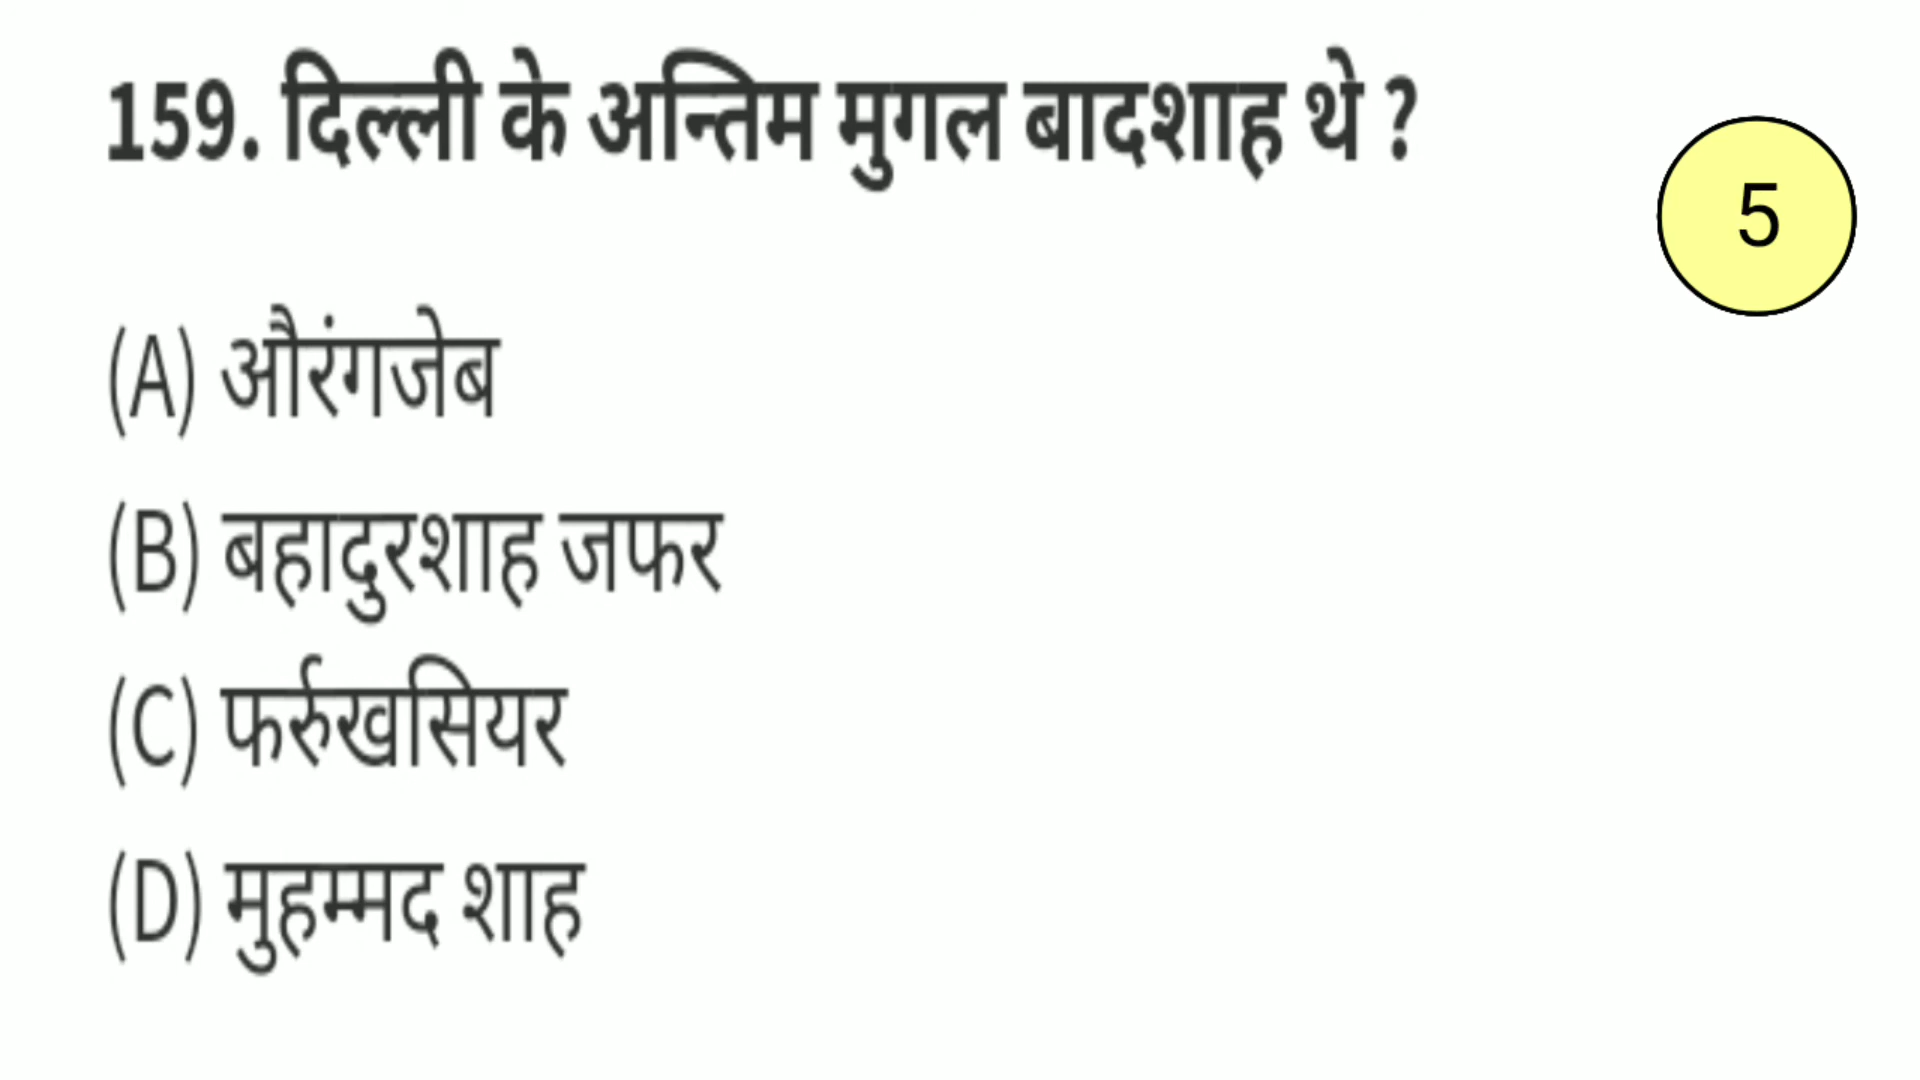 159. दिल्ली के अन्तिम मुगल बादशाह थे ?
5
(A) औरंगजेब
(B) बहादुरशाह जफर
(C) फर्रुखसियर
(D) मुहम्मद शाह